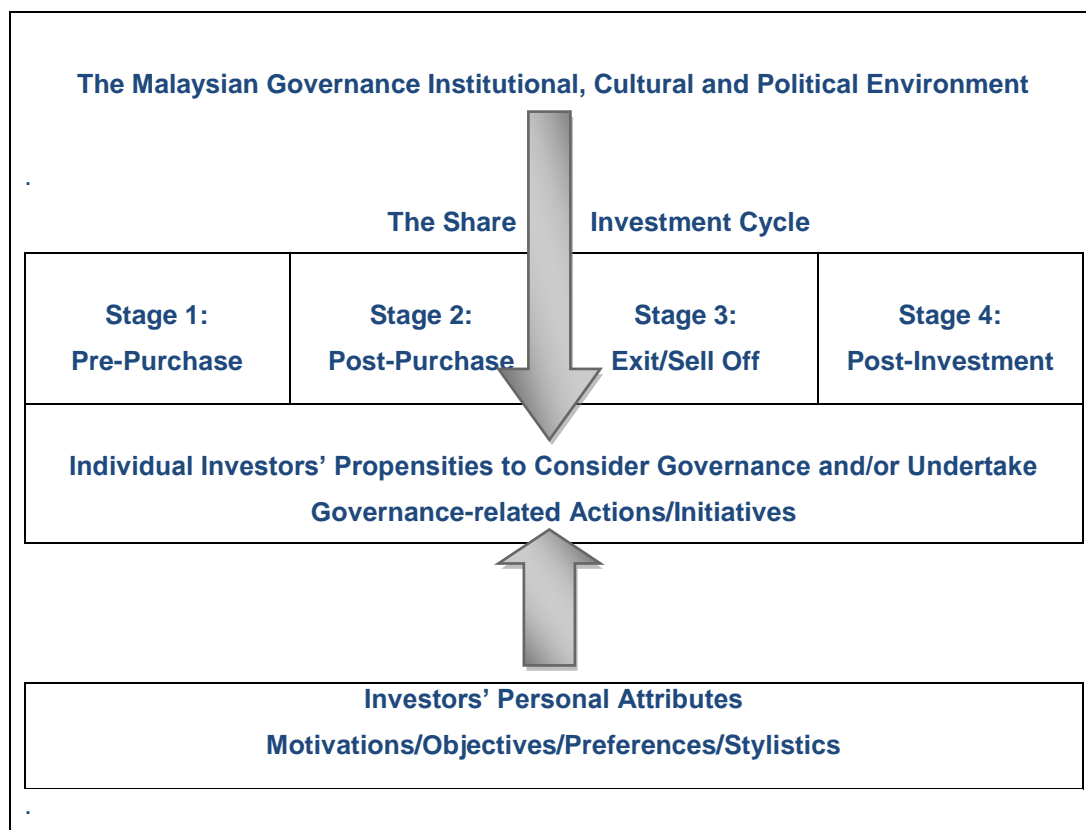 The Malaysian Governance Institutional, Cultural and Political Environment
.
The Share Investment Cycle
Stage 1:
Pre-Purchase
Stage 2:
Post-Purchase
Stage 3:
Exit/Sell Off
Stage 4:
Post-Investment
Individual Investors’ Propensities to Consider Governance and/or Undertake
Governance-related Actions/Initiatives
Investors’ Personal Attributes
Motivations/Objectives/Preferences/Stylistics
.